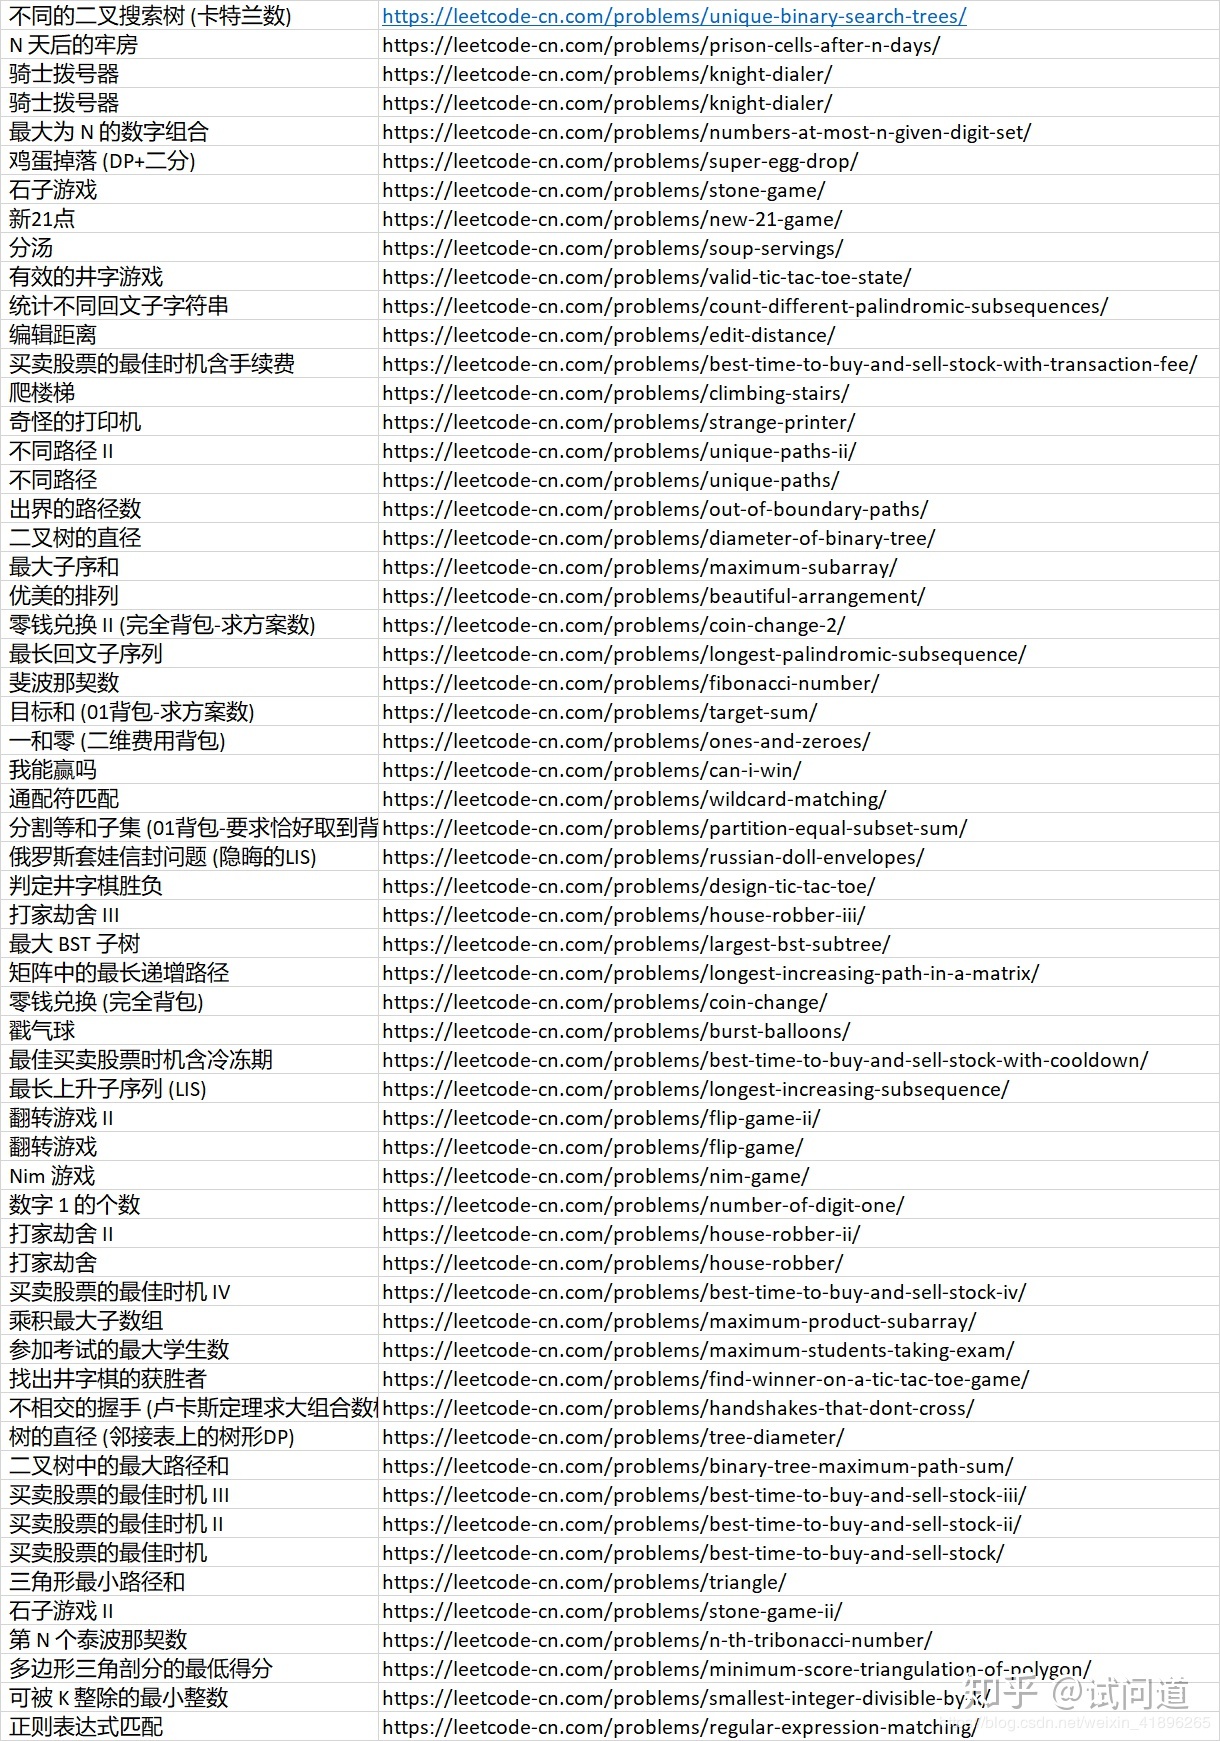 不同的二叉搜索树 (卡特兰数) https://leetcode-cn.com/problems/unique-binary-search-trees/
N 天后的牢房 https://leetcode-cn.com/problems/prison-cells-after-n-days/
骑士拨号器 https://leetcode-cn.com/problems/knight-dialer/
骑士拨号器 https://leetcode-cn.com/problems/knight-dialer/
最大为 N 的数字组合 https://leetcode-cn.com/problems/numbers-at-most-n-given-digit-set/
鸡蛋掉落 (DP+二分) https://leetcode-cn.com/problems/super-egg-drop/
石子游戏 https://leetcode-cn.com/problems/stone-game/
新21点 https://leetcode-cn.com/problems/new-21-game/
分汤 https://leetcode-cn.com/problems/soup-servings/
有效的井字游戏 https://leetcode-cn.com/problems/valid-tic-tac-toe-state/
统计不同回文子字符串 https://leetcode-cn.com/problems/count-different-palindromic-subsequences/
编辑距离 https://leetcode-cn.com/problems/edit-distance/
买卖股票的最佳时机含手续费 https://leetcode-cn.com/problems/best-time-to-buy-and-sell-stock-with-transaction-fee/
爬楼梯 https://leetcode-cn.com/problems/climbing-stairs/
奇怪的打印机 https://leetcode-cn.com/problems/strange-printer/
不同路径 II https://leetcode-cn.com/problems/unique-paths-ii/
不同路径 https://leetcode-cn.com/problems/unique-paths/
出界的路径数 https://leetcode-cn.com/problems/out-of-boundary-paths/
二叉树的直径 https://leetcode-cn.com/problems/diameter-of-binary-tree/
最大子序和 https://leetcode-cn.com/problems/maximum-subarray/
优美的排列 https://leetcode-cn.com/problems/beautiful-arrangement/
零钱兑换 II (完全背包-求方案数) https://leetcode-cn.com/problems/coin-change-2/
最长回文子序列 https://leetcode-cn.com/problems/longest-palindromic-subsequence/
斐波那契数 https://leetcode-cn.com/problems/fibonacci-number/
目标和 (01背包-求方案数) https://leetcode-cn.com/problems/target-sum/
一和零 (二维费用背包) https://leetcode-cn.com/problems/ones-and-zeroes/
我能赢吗 https://leetcode-cn.com/problems/can-i-win/
通配符匹配 https://leetcode-cn.com/problems/wildcard-matching/
分割等和子集 (01背包-要求恰好取到背 https://leetcode-cn.com/problems/partition-equal-subset-sum/
俄罗斯套娃信封问题 (隐晦的LIS) https://leetcode-cn.com/problems/russian-doll-envelopes/
判定井字棋胜负 https://leetcode-cn.com/problems/design-tic-tac-toe/
打家劫舍 III https://leetcode-cn.com/problems/house-robber-iii/
最大 BST 子树 https://leetcode-cn.com/problems/largest-bst-subtree/
矩阵中的最长递增路径 https://leetcode-cn.com/problems/longest-increasing-path-in-a-matrix/
零钱兑换 (完全背包) https://leetcode-cn.com/problems/coin-change/
戳气球 https://leetcode-cn.com/problems/burst-balloons/
最佳买卖股票时机含冷冻期 https://leetcode-cn.com/problems/best-time-to-buy-and-sell-stock-with-cooldown/
最长上升子序列 (LIS) https://leetcode-cn.com/problems/longest-increasing-subsequence/
翻转游戏 II https://leetcode-cn.com/problems/flip-game-ii/
翻转游戏 https://leetcode-cn.com/problems/flip-game/
Nim 游戏 https://leetcode-cn.com/problems/nim-game/
数字 1 的个数 https://leetcode-cn.com/problems/number-of-digit-one/
打家劫舍 II https://leetcode-cn.com/problems/house-robber-ii/
打家劫舍 https://leetcode-cn.com/problems/house-robber/
买卖股票的最佳时机 IV https://leetcode-cn.com/problems/best-time-to-buy-and-sell-stock-iv/
乘积最大子数组 https://leetcode-cn.com/problems/maximum-product-subarray/
参加考试的最大学生数 https://leetcode-cn.com/problems/maximum-students-taking-exam/
找出井字棋的获胜者 https://leetcode-cn.com/problems/find-winner-on-a-tic-tac-toe-game/
不相交的握手 (卢卡斯定理求大组合数 https://leetcode-cn.com/problems/handshakes-that-dont-cross/
树的直径 (邻接表上的树形DP) https://leetcode-cn.com/problems/tree-diameter/
二叉树中的最大路径和 https://leetcode-cn.com/problems/binary-tree-maximum-path-sum/
买卖股票的最佳时机 III https://leetcode-cn.com/problems/best-time-to-buy-and-sell-stock-iii/
买卖股票的最佳时机 II https://leetcode-cn.com/problems/best-time-to-buy-and-sell-stock-ii/
买卖股票的最佳时机 https://leetcode-cn.com/problems/best-time-to-buy-and-sell-stock/
三角形最小路径和 https://leetcode-cn.com/problems/triangle/
石子游戏 II https://leetcode-cn.com/problems/stone-game-ii/
第 N 个泰波那契数 https://leetcode-cn.com/problems/n-th-tribonacci-number/
多边形三角剖分的最低得分 https://leetcode-cn.com/problems/minimum-score-triangulation-of-polygon/
可被 K 整除的最小整数 https://leetcode-cn.com/problems/smallest-integer-divisible-by-k/
知乎 @试问道
正则表达式匹配 https://leetcode-cn.com/problems/regular-expression-matching/
https://blog.csdn.net/weixin_41896265